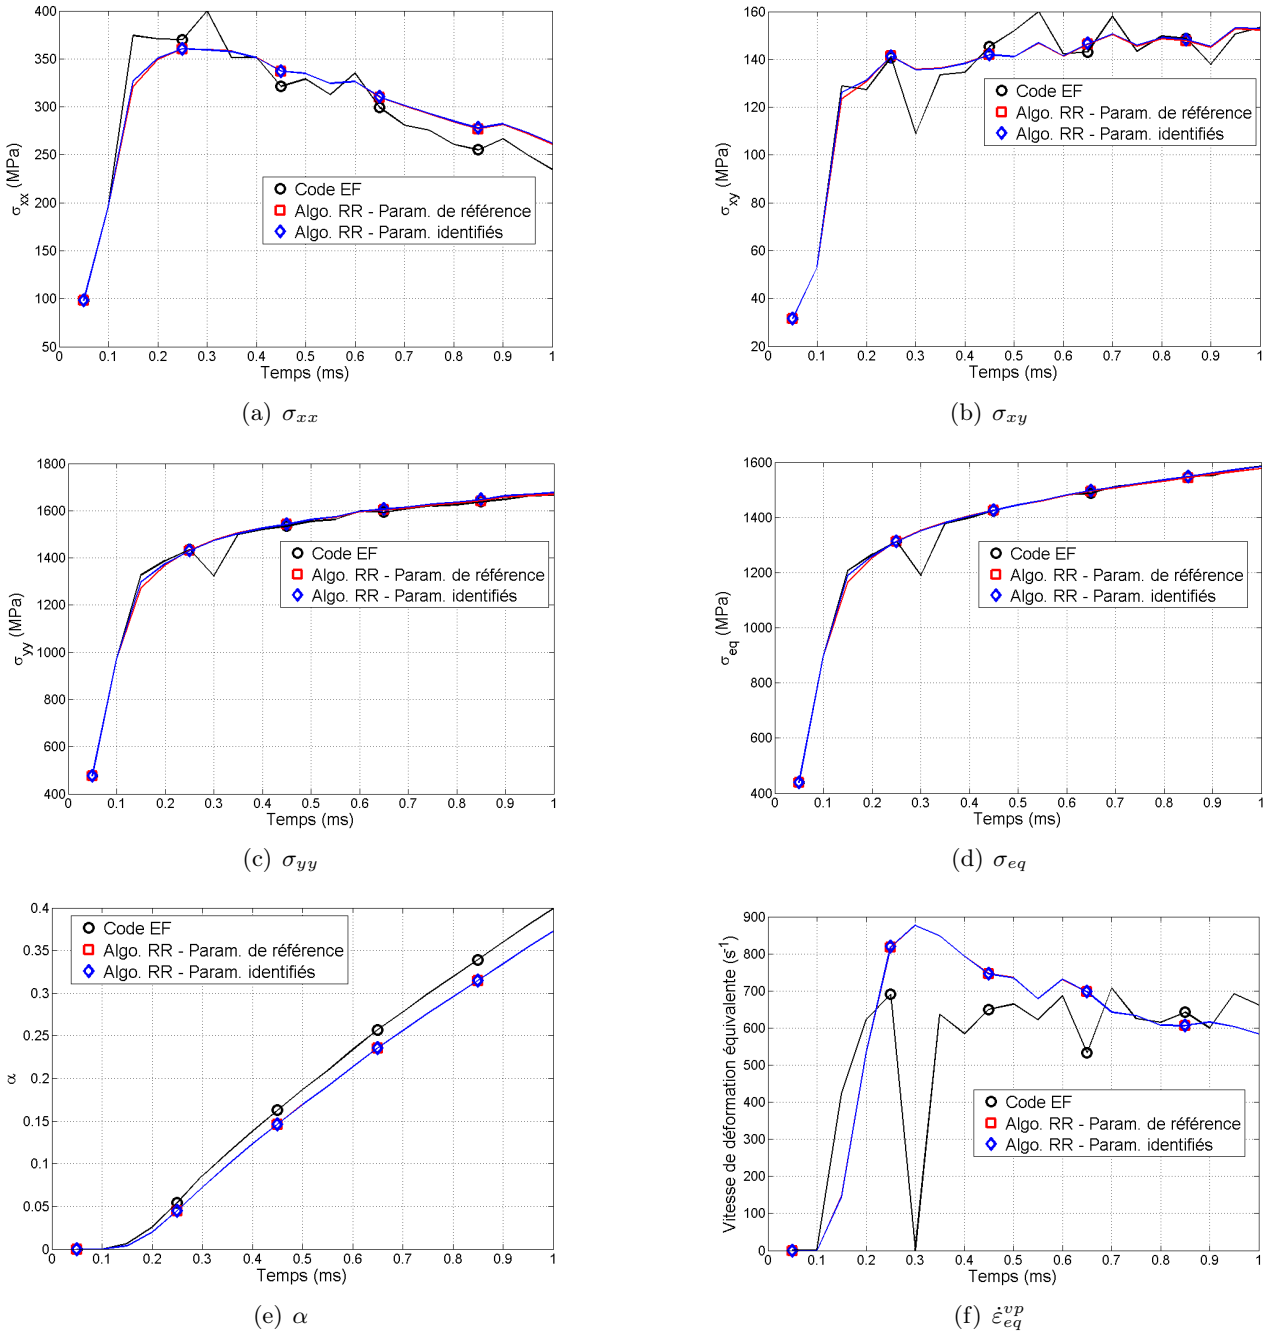 400
350
300
250
200
150
100
50
σxx (MPa)
0 0.1 0.2 0.3 0.4 0.5 0.6 0.7 0.8 0.9 1
Temps (ms)
Code EF
Algo. RR - Param. de référence
Algo. RR - Param. identifiés
(a) σxx
160
140
120
100
80
60
40
20
σxy (MPa)
0 0.1 0.2 0.3 0.4 0.5 0.6 0.7 0.8 0.9 1
Temps (ms)
Code EF
Algo. RR - Param. de référence
Algo. RR - Param. identifiés
(b) σxy
1800
1600
1400
1200
1000
800
600
400
σyy (MPa)
0 0.1 0.2 0.3 0.4 0.5 0.6 0.7 0.8 0.9 1
Temps (ms)
Code EF
Algo. RR - Param. de référence
Algo. RR - Param. identifiés
(c) σyy
1600
1400
1200
1000
800
600
400
σeq (MPa)
0 0.1 0.2 0.3 0.4 0.5 0.6 0.7 0.8 0.9 1
Temps (ms)
Code EF
Algo. RR - Param. de référence
Algo. RR - Param. identifiés
(d) σeq
0.4
0.35
0.3
0.25
0.2
0.15
0.1
0.05
0
α
0 0.1 0.2 0.3 0.4 0.5 0.6 0.7 0.8 0.9 1
Temps (ms)
Code EF
Algo. RR - Param. de référence
Algo. RR - Param. identifiés
(e) α
900
800
700
600
500
400
300
200
100
0
Vitesse de déformation équivalente (s⁻¹)
0 0.1 0.2 0.3 0.4 0.5 0.6 0.7 0.8 0.9 1
Temps (ms)
Code EF
Algo. RR - Param. de référence
Algo. RR - Param. identifiés
(f) ε̇eq^vp